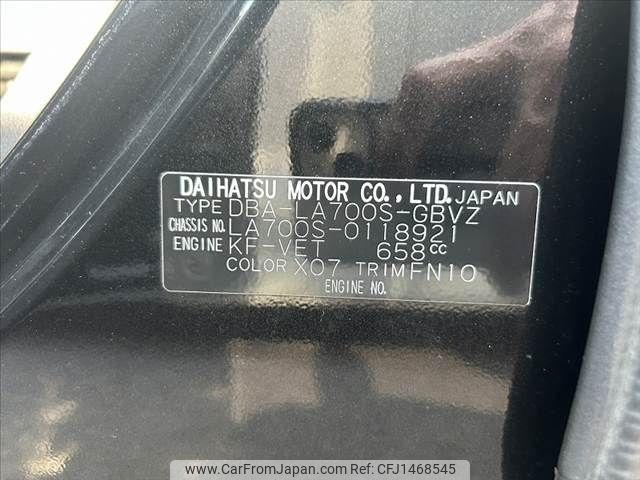 DAIHATSU MOTOR CO., LTD. JAPAN
TYPE DBA-LA700S-GBVZ
CHASSIS NO. LA700S-0118921
ENGINE KF-VET 658cc
COLOR X07 TRIM FN10
ENGINE NO.
www.CarFromJapan.com | CFJ1468545